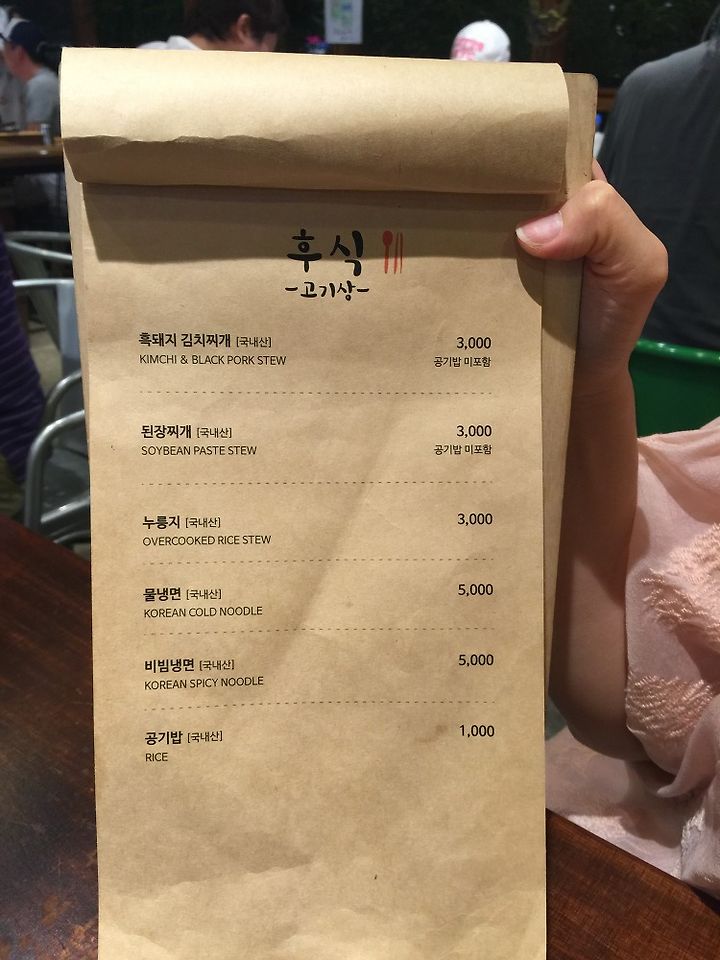 후식
-고기상-
흑돼지 김치찌개 [국내산] 3,000
KIMCHI & BLACK PORK STEW 공기밥 미포함
된장찌개 [국내산] 3,000
SOYBEAN PASTE STEW 공기밥 미포함
누룽지 [국내산] 3,000
OVERCOOKED RICE STEW
물냉면 [국내산] 5,000
KOREAN COLD NOODLE
비빔냉면 [국내산] 5,000
KOREAN SPICY NOODLE
공기밥 [국내산] 1,000
RICE